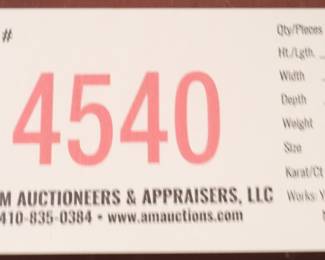 #
4540
M AUCTIONEERS & APPRAISERS, LLC
410-835-0384 • www.amauctions.com
Qty/Pieces
Ht./Lgth.
Width
Depth
Weight
Size
Karat/Ct
Works: Y